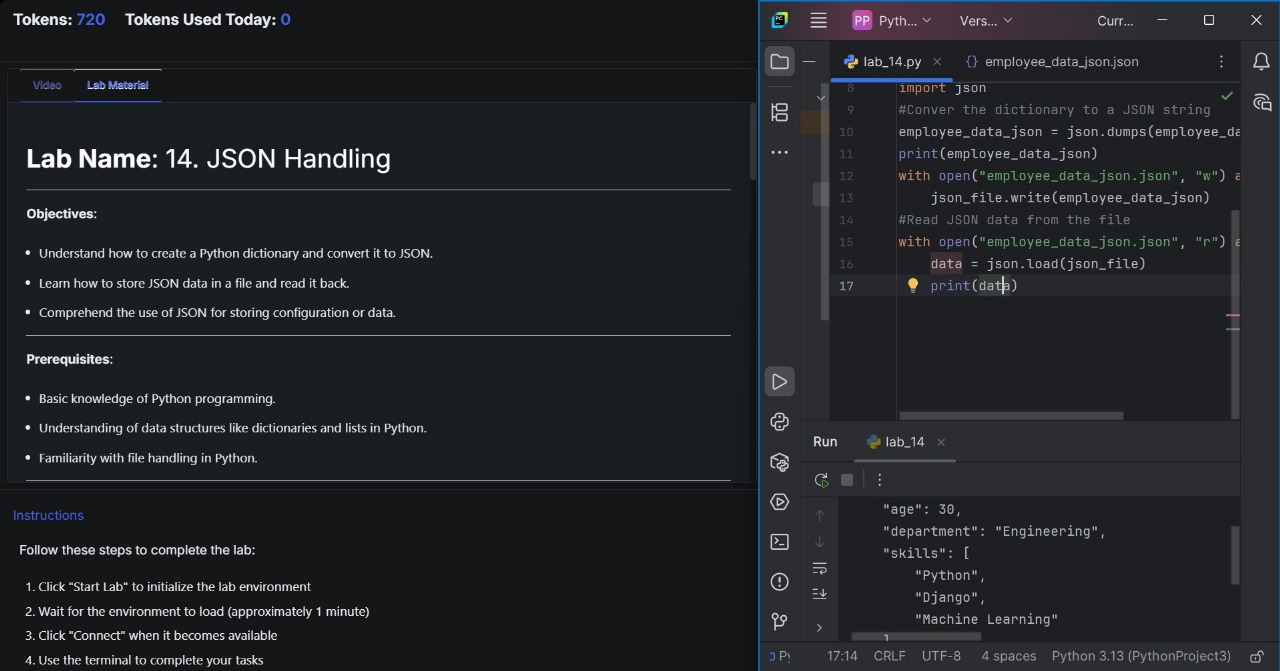 Tokens: 720 Tokens Used Today: 0
Video Lab Material
Lab Name: 14. JSON Handling
Objectives:
• Understand how to create a Python dictionary and convert it to JSON.
• Learn how to store JSON data in a file and read it back.
• Comprehend the use of JSON for storing configuration or data.
Prerequisites:
• Basic knowledge of Python programming.
• Understanding of data structures like dictionaries and lists in Python.
• Familiarity with file handling in Python.
Instructions
Follow these steps to complete the lab:
1. Click "Start Lab" to initialize the lab environment
2. Wait for the environment to load (approximately 1 minute)
3. Click "Connect" when it becomes available
4. Use the terminal to complete your tasks
PC PP Pyth... Vers... Curr...
lab_14.py {} employee_data_json.json
8 import json
9 #Conver the dictionary to a JSON string
10 employee_data_json = json.dumps(employee_da
11 print(employee_data_json)
12 with open("employee_data_json.json", "w") a
13 json_file.write(employee_data_json)
14 #Read JSON data from the file
15 with open("employee_data_json.json", "r") a
16 data = json.load(json_file)
17 print(data)
Run lab_14
"age": 30,
"department": "Engineering",
"skills": [
"Python",
"Django",
"Machine Learning"
]
Py 17:14 CRLF UTF-8 4 spaces Python 3.13 (PythonProject3)